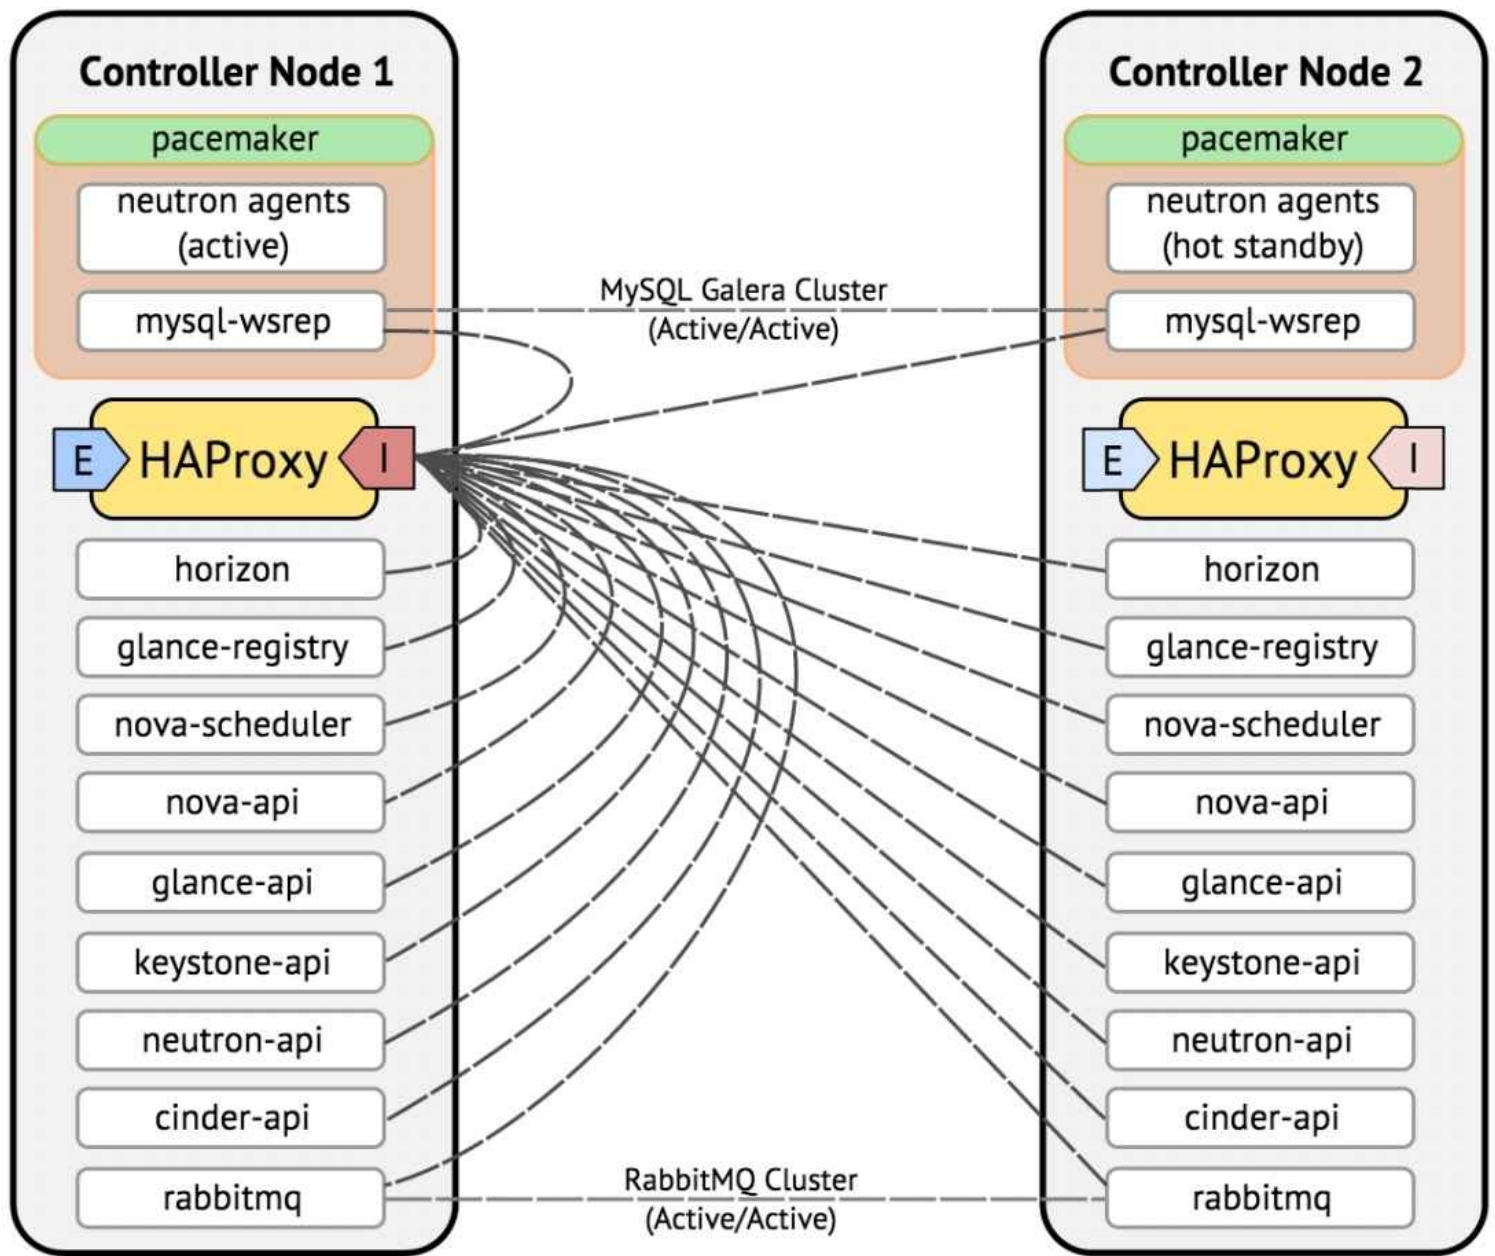 Controller Node 1
pacemaker
neutron agents
(active)
mysql-wsrep
E
HAProxy
I
horizon
glance-registry
nova-scheduler
nova-api
glance-api
keystone-api
neutron-api
cinder-api
rabbitmq
MySQL Galera Cluster
(Active/Active)
RabbitMQ Cluster
(Active/Active)
Controller Node 2
pacemaker
neutron agents
(hot standby)
mysql-wsrep
E
HAProxy
I
horizon
glance-registry
nova-scheduler
nova-api
glance-api
keystone-api
neutron-api
cinder-api
rabbitmq